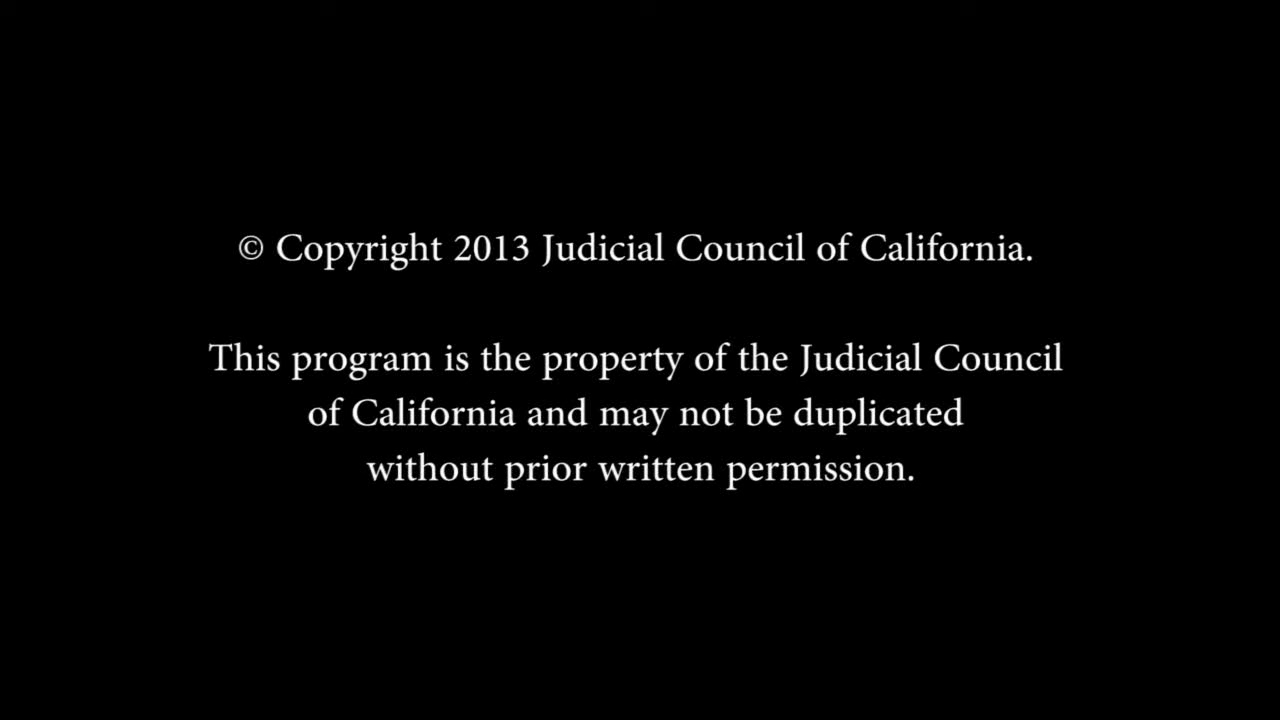 © Copyright 2013 Judicial Council of California.
This program is the property of the Judicial Council
of California and may not be duplicated
without prior written permission.